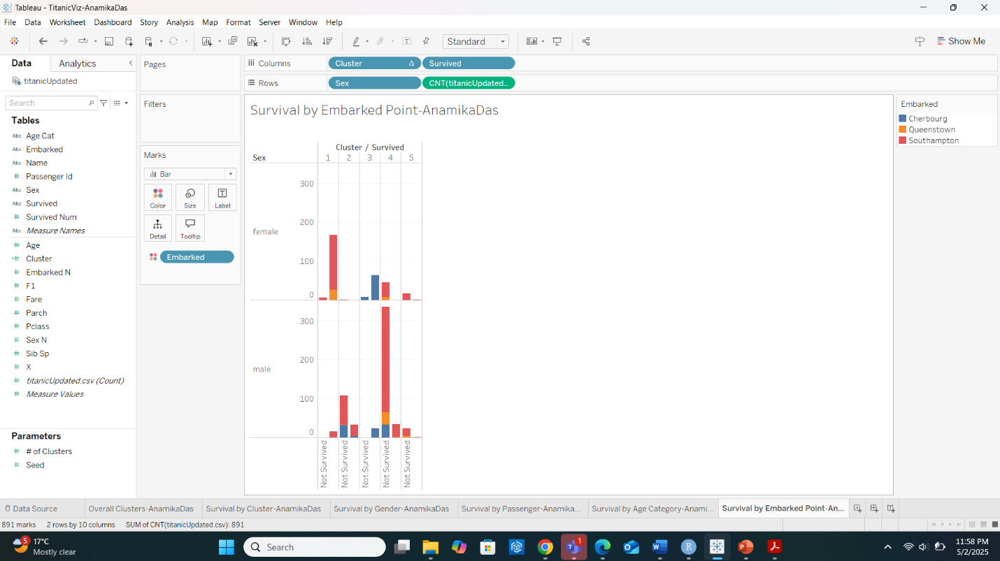 Tableau - TitanicViz-AnamikaDas
File Data Worksheet Dashboard Story Analysis Map Format Server Window Help
Standard
Show Me
Data Analytics
titanicUpdated
Search
Tables
Abc Age Cat
Abc Embarked
Abc Name
# Passenger Id
Abc Sex
Abc Survived
# Survived Num
Abc Measure Names
# Age
# Cluster
# Embarked N
# F1
# Fare
# Parch
# Pclass
# Sex N
# Sib Sp
# X
# titanicUpdated.csv (Count)
# Measure Values
Parameters
# # of Clusters
# Seed
Pages
Filters
Marks
Bar
Color Size Label
Detail Tooltip
Embarked
Columns Cluster Δ Survived
Rows Sex CNT(titanicUpdated..
Survival by Embarked Point-AnamikaDas
Cluster / Survived
Sex 1 2 3 4 5
300
200
female
100
0
300
200
male
100
0
Not Survived Not Survived Not Survived Not Survived Not Survived
Embarked
Cherbourg
Queenstown
Southampton
Data Source Overall Clusters-AnamikaDas Survival by Cluster-AnamikaDas Survival by Gender-AnamikaDas Survival by Passenger-Anamika... Survival by Age Category-Anami... Survival by Embarked Point-An...
891 marks 2 rows by 10 columns SUM of CNT(titanicUpdated.csv): 891
5 17°C
Mostly clear
Search
1
11:58 PM
5/2/2025